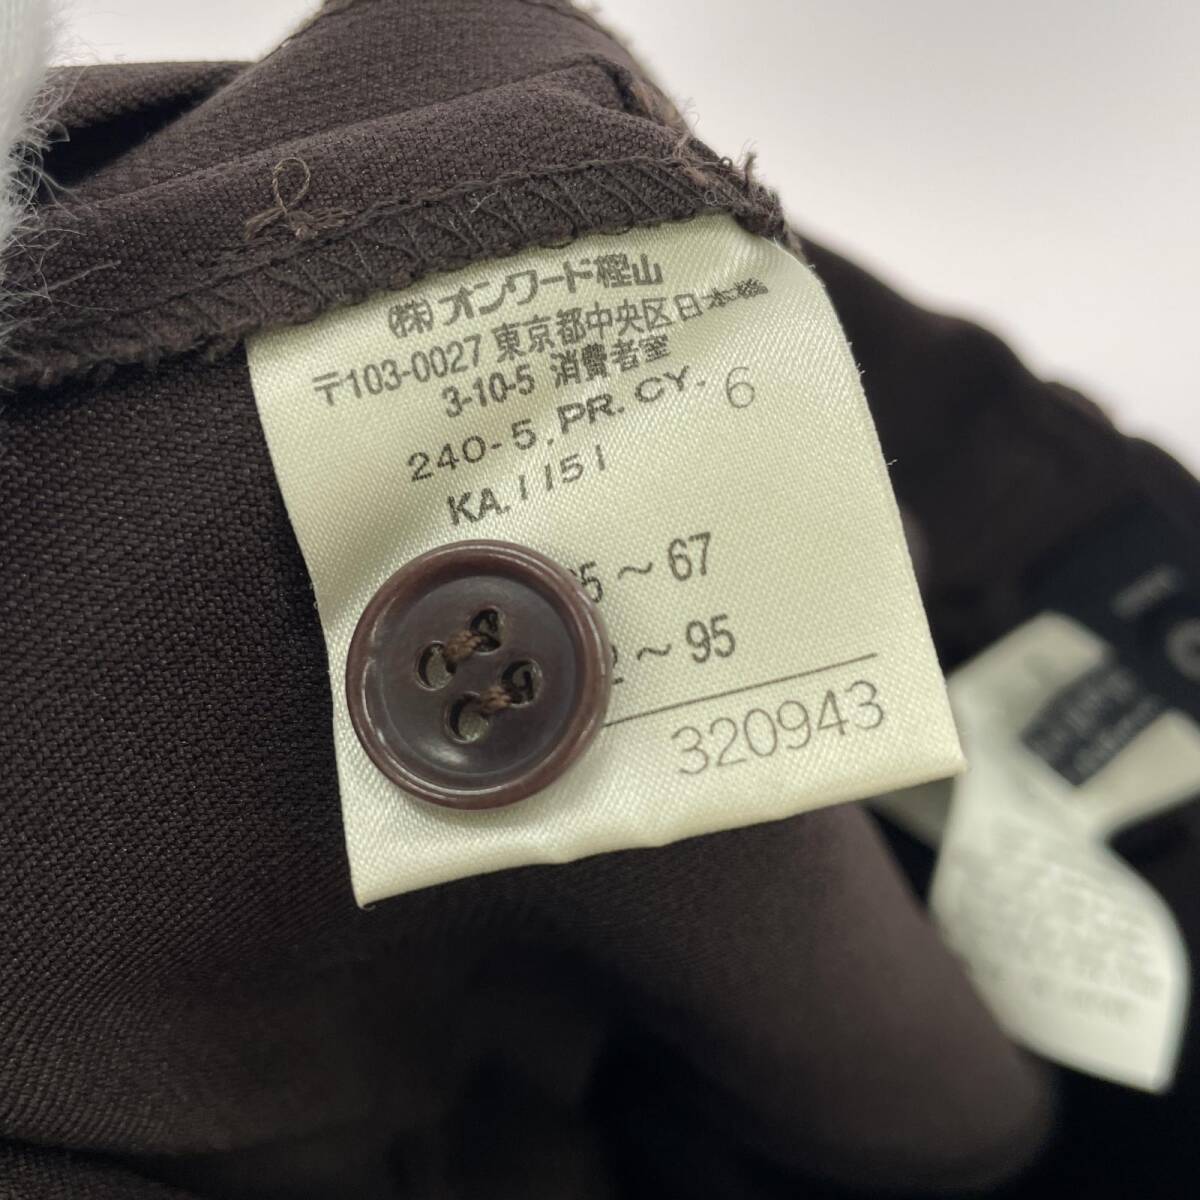 (株)オンワード樫山
〒103-0027 東京都中央区日本橋
3-10-5 消費者室
240-5.PR.CY-6
KA.1151
5～67
～95
320943